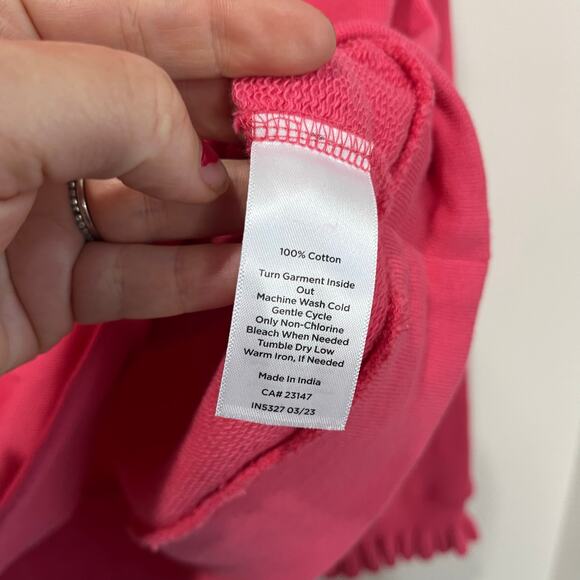 100% Cotton
Turn Garment Inside
Out
Machine Wash Cold
Gentle Cycle
Only Non-Chlorine
Bleach When Needed
Tumble Dry Low
Warm Iron, If Needed
Made In India
CA# 23147
IN5327 03/23